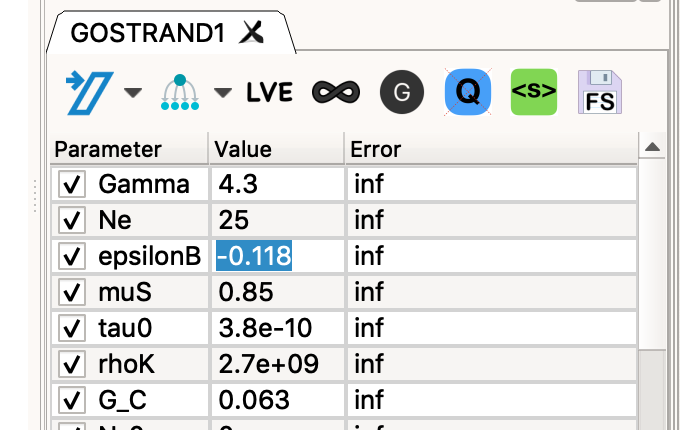 GOSTRAND1
LVE G Q <s> FS
Parameter Value Error
Gamma 4.3 inf
Ne 25 inf
epsilonB -0.118 inf
muS 0.85 inf
tau0 3.8e-10 inf
rhoK 2.7e+09 inf
G_C 0.063 inf